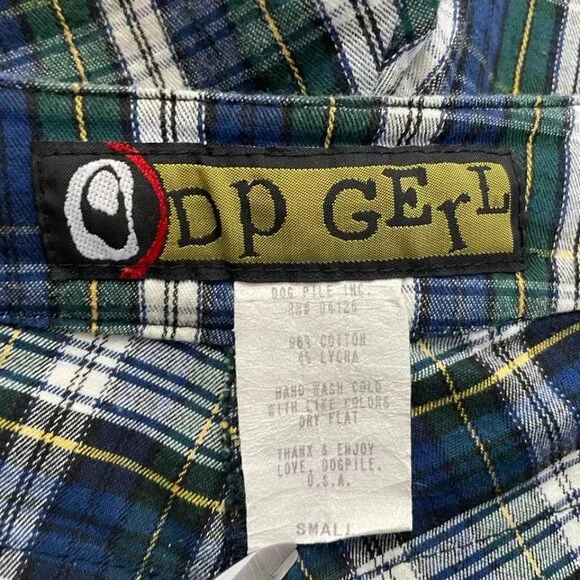 Dp GErL
DOG PILE INC.
RN# 94126
96% COTTON
4% LYCRA
HAND WASH COLD
WITH LIKE COLORS
DRY FLAT
THANX & ENJOY
LOVE, DOGPILE,
U.S.A.
SMALL